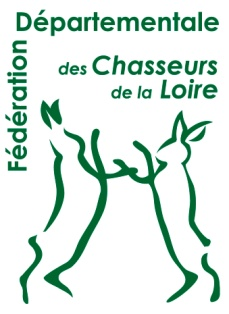 Fédération
Départementale
des Chasseurs
de la Loire